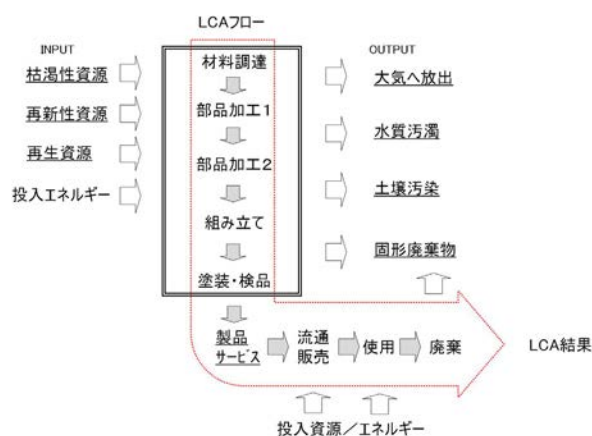 LCAフロー
INPUT
OUTPUT
枯渇性資源
再新性資源
再生資源
投入エネルギー
材料調達
部品加工1
部品加工2
組み立て
塗装・検品
大気へ放出
水質汚濁
土壌汚染
固形廃棄物
製品
サービス
流通
販売
使用
廃棄
LCA結果
投入資源／エネルギー